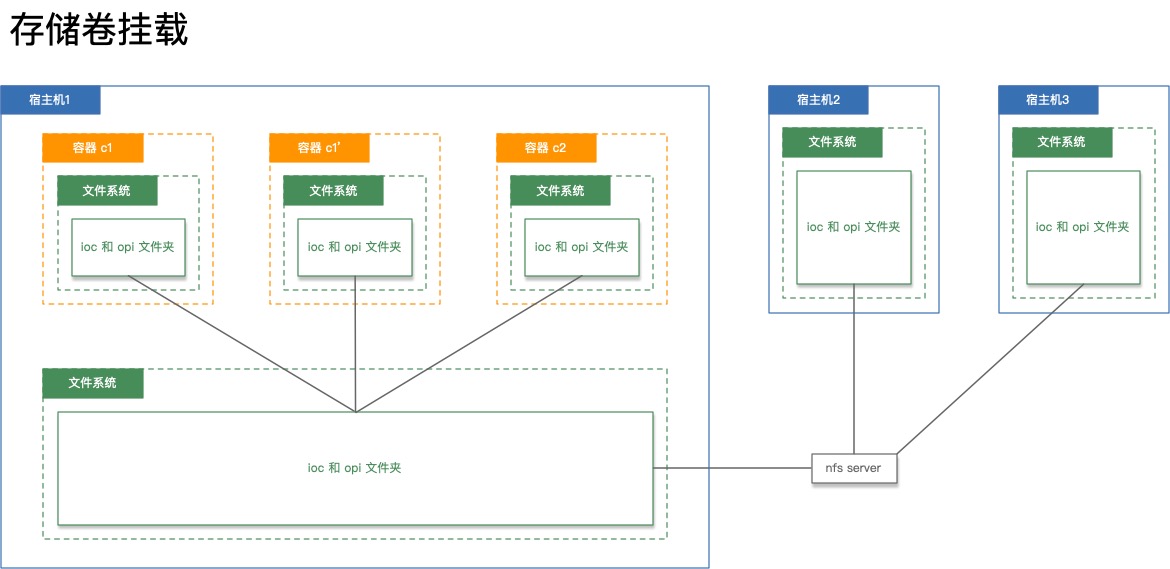 存储卷挂载
宿主机1
宿主机2
宿主机3
容器 c1
容器 c1’
容器 c2
文件系统
文件系统
文件系统
文件系统
文件系统
ioc 和 opi 文件夹
ioc 和 opi 文件夹
ioc 和 opi 文件夹
ioc 和 opi 文件夹
ioc 和 opi 文件夹
文件系统
ioc 和 opi 文件夹
nfs server